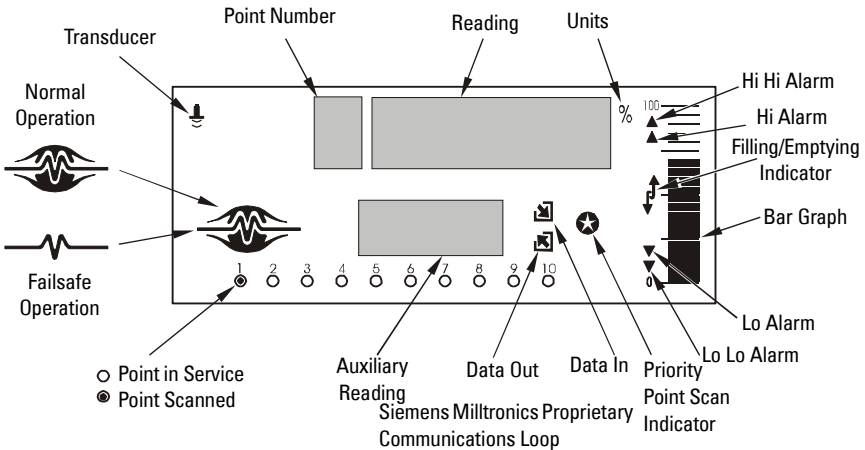 Point Number
Reading
Units
Transducer
Normal
Operation
Hi Hi Alarm
Hi Alarm
Filling/Emptying
Indicator
Bar Graph
%
100
0
1 2 3 4 5 6 7 8 9 10
Failsafe
Operation
Lo Alarm
Lo Lo Alarm
Point in Service
Point Scanned
Auxiliary
Reading
Data Out
Data In
Priority
Point Scan
Indicator
Siemens Milltronics Proprietary
Communications Loop